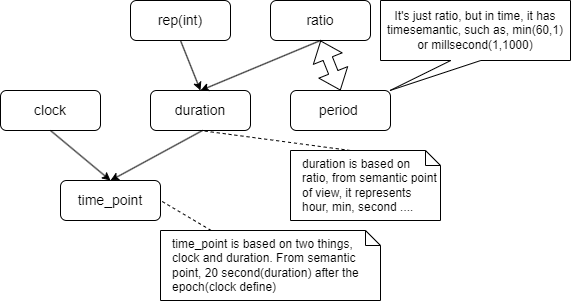 rep(int)
ratio
It's just ratio, but in time, it has
timesemantic, such as, min(60,1)
or millsecond(1,1000)
clock
duration
period
duration is based on
ratio, from semantic point
of view, it represents
hour, min, second ....
time_point
time_point is based on two things,
clock and duration. From semantic
point, 20 second(duration) after the
epoch(clock define)